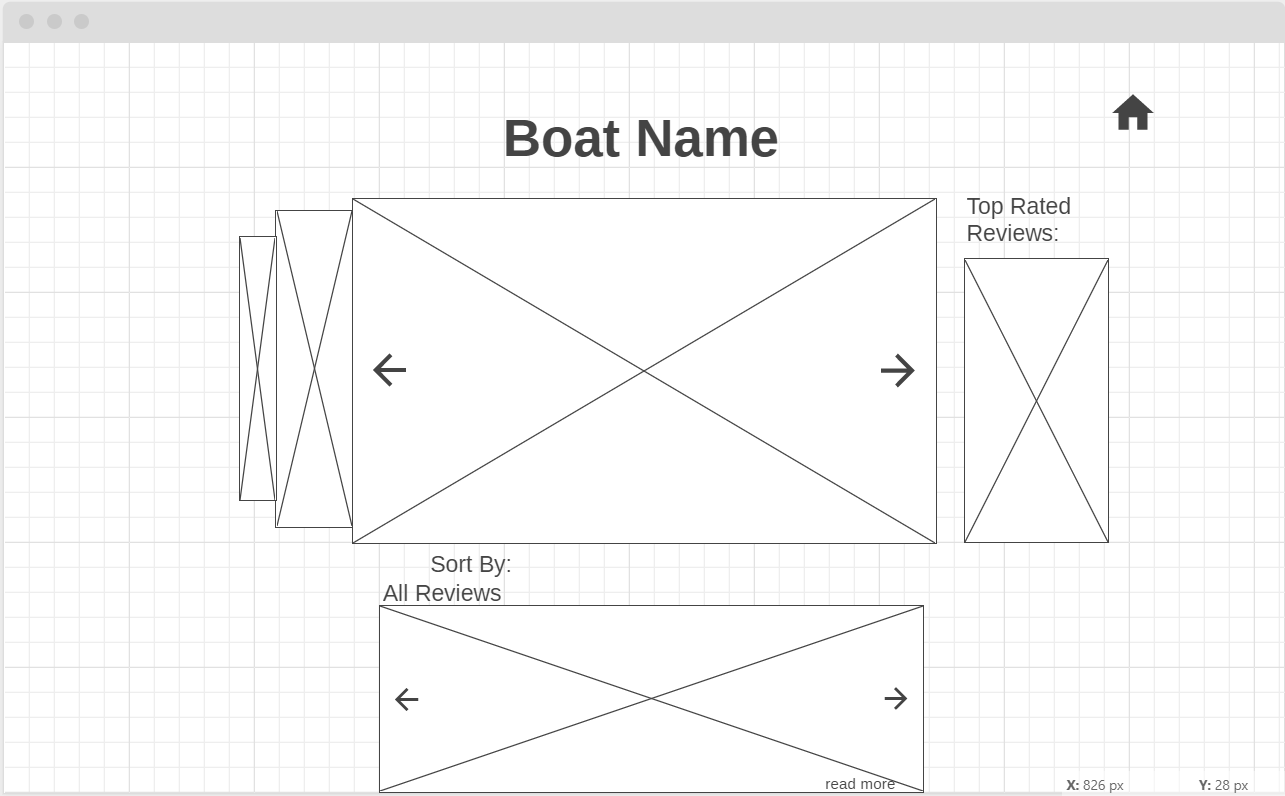 Boat Name
Top Rated
Reviews:
Sort By:
All Reviews
read more
X: 826 px
Y: 28 px